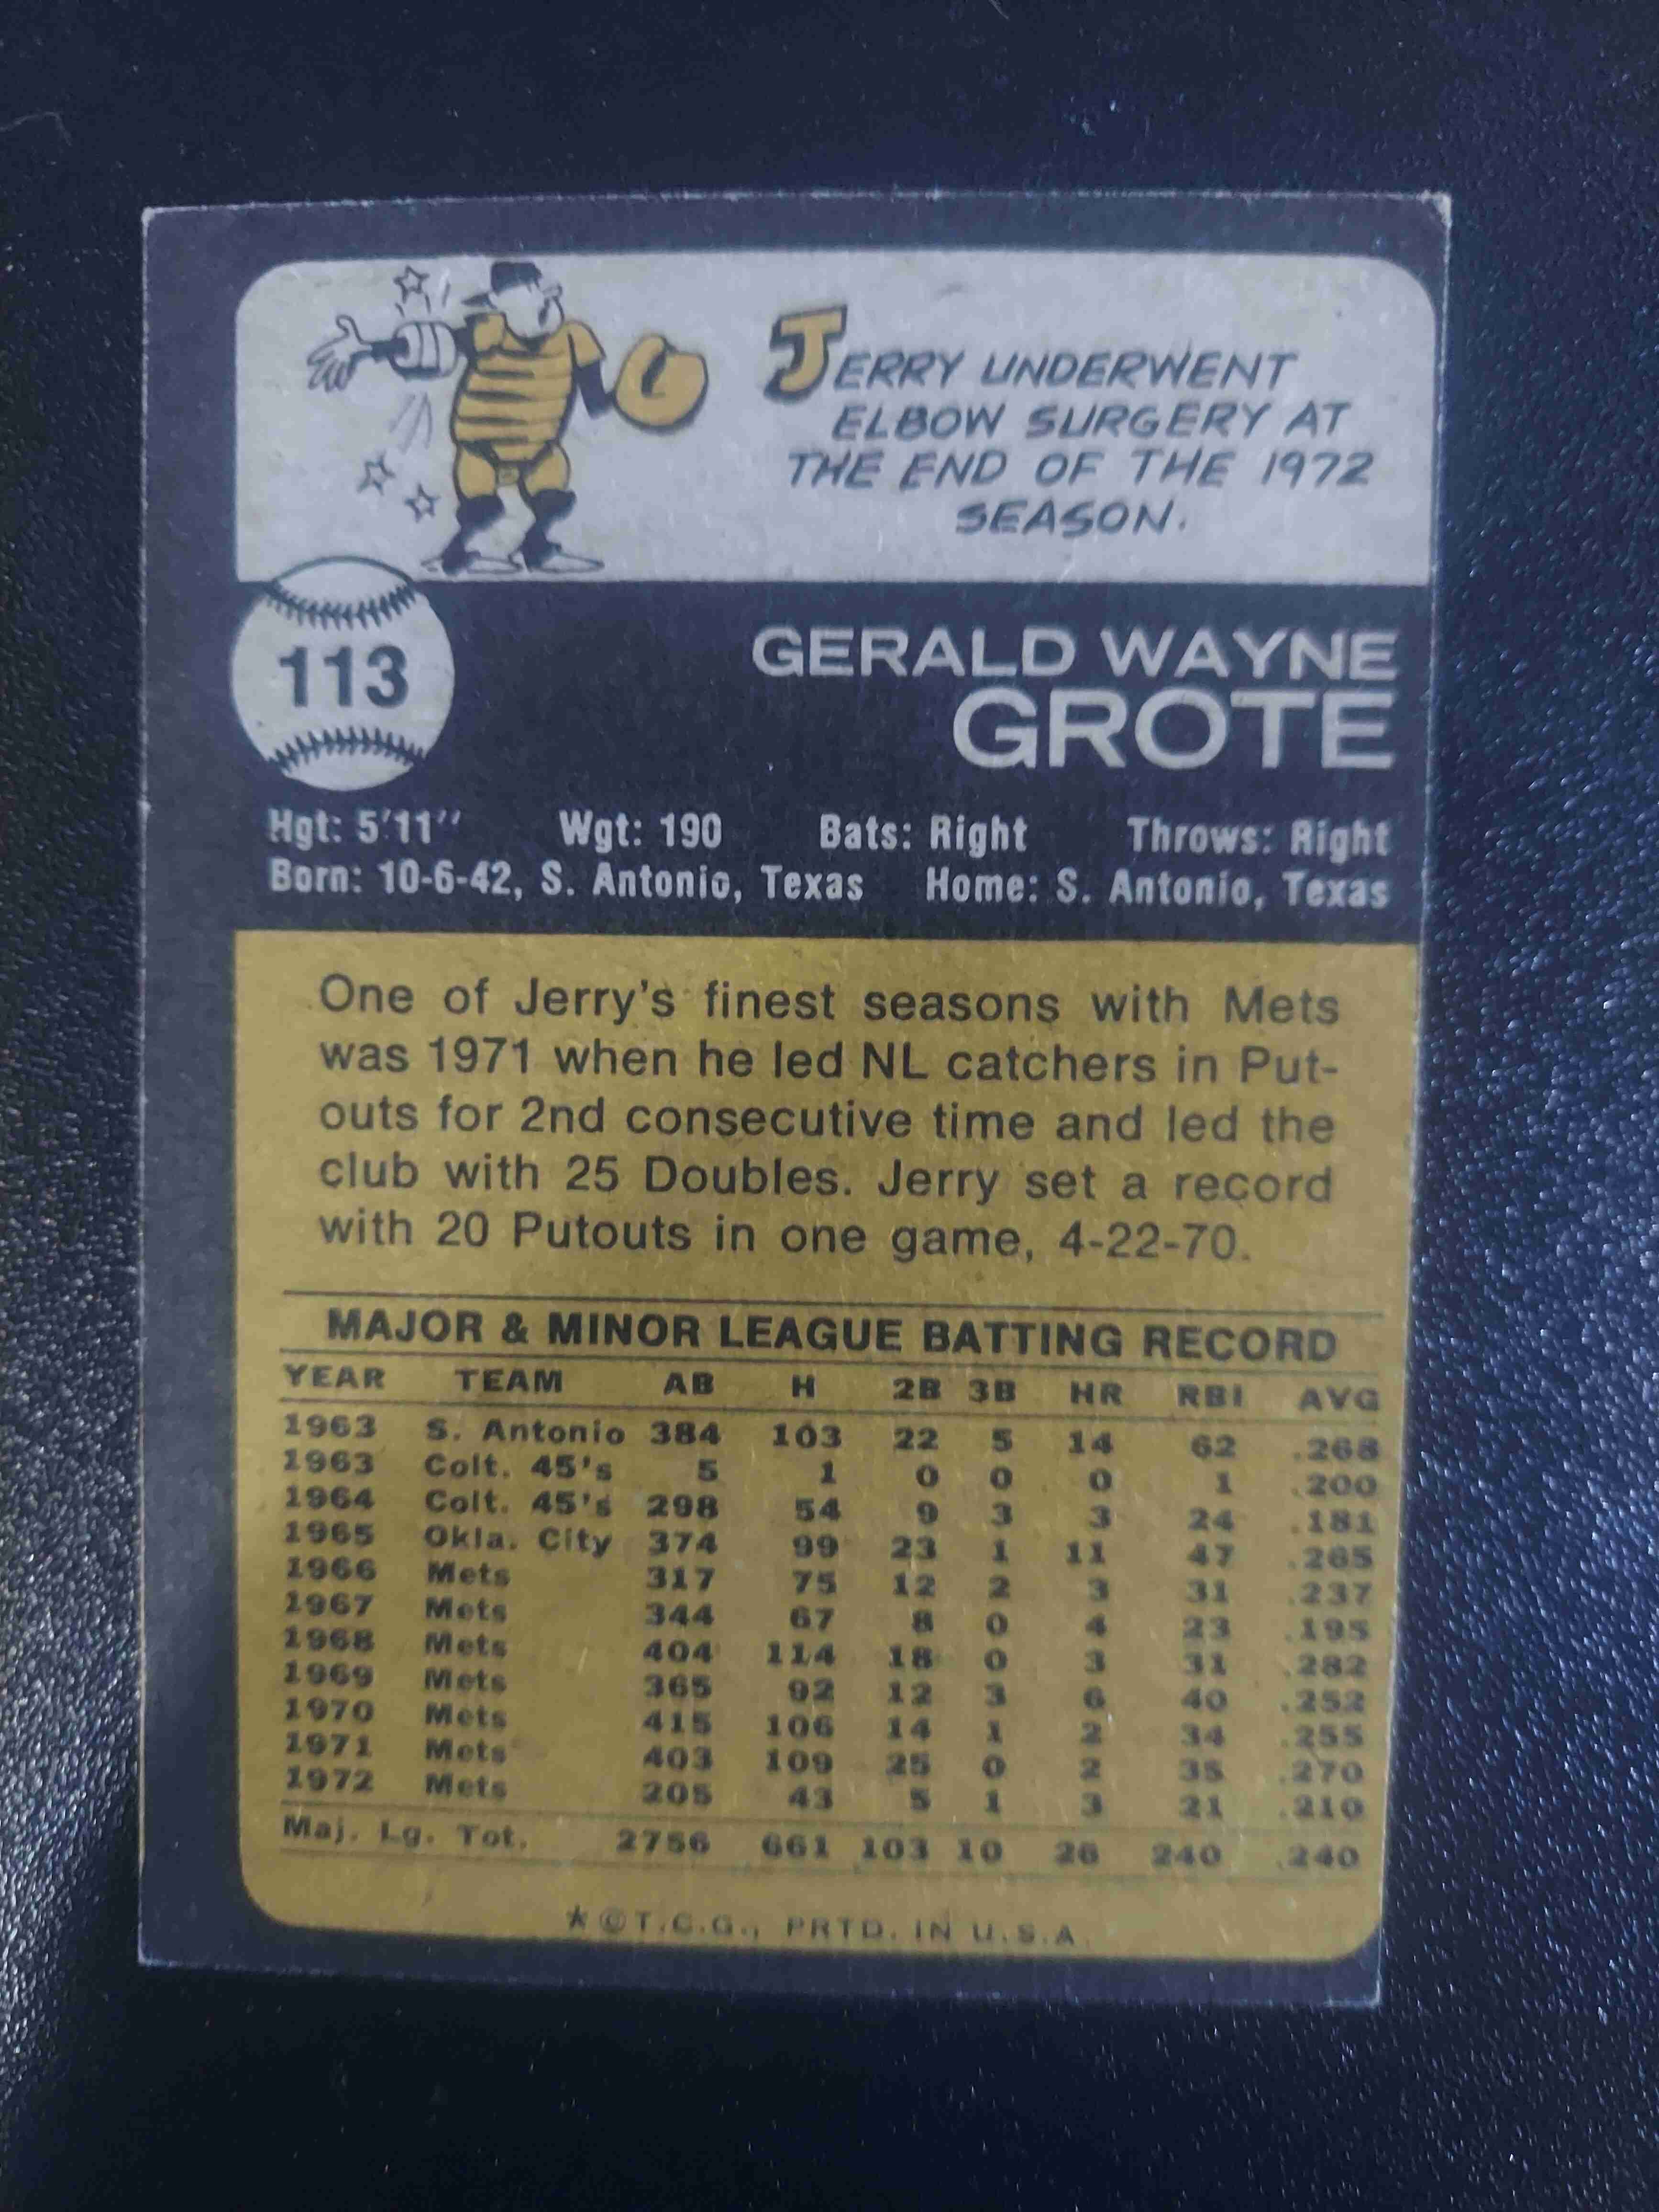 JERRY UNDERWENT
ELBOW SURGERY AT
THE END OF THE 1972
SEASON.
113
GERALD WAYNE
GROTE
Hgt: 5'11" Wgt: 190 Bats: Right Throws: Right
Born: 10-6-42, S. Antonio, Texas Home: S. Antonio, Texas
One of Jerry's finest seasons with Mets
was 1971 when he led NL catchers in Put-
outs for 2nd consecutive time and led the
club with 25 Doubles. Jerry set a record
with 20 Putouts in one game, 4-22-70.
MAJOR & MINOR LEAGUE BATTING RECORD
YEAR TEAM AB H 2B 3B HR RBI AVG
1963 S. Antonio 384 103 22 5 14 62 .268
1963 Colt. 45's 5 1 0 0 0 1 .200
1964 Colt. 45's 298 54 9 3 3 24 .181
1965 Okla. City 374 99 23 1 11 47 .265
1966 Mets 317 75 12 2 3 31 .237
1967 Mets 344 67 8 0 4 23 .195
1968 Mets 404 114 18 0 3 31 .282
1969 Mets 365 92 12 3 6 40 .252
1970 Mets 415 106 14 1 2 34 .255
1971 Mets 403 109 25 0 2 35 .270
1972 Mets 205 43 5 1 3 21 .210
Maj. Lg. Tot. 2756 661 103 10 26 240 .240
★ © T.C.G., PRTD. IN U.S.A.